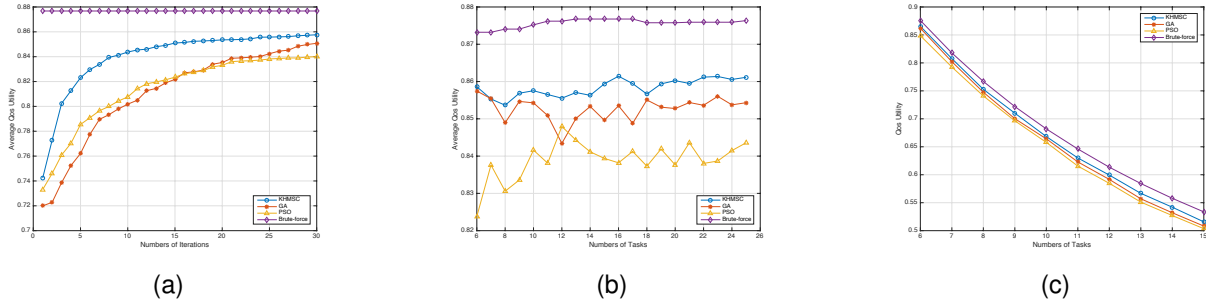 0.88
0.86
0.84
0.82
0.8
0.78
0.76
0.74
0.72
0.7
Average Qos Utility
0 5 10 15 20 25 30
Numbers of Iterations
KHMSC
GA
PSO
Brute-force
(a)
0.88
0.87
0.86
0.85
0.84
0.83
0.82
Average QoS Utility
6 8 10 12 14 16 18 20 22 24 26
Numbers of Tasks
KHMSC
GA
PSO
Brute-force
(b)
0.9
0.85
0.8
0.75
0.7
0.65
0.6
0.55
0.5
QoS Utility
6 7 8 9 10 11 12 13 14 15
Numbers of Tasks
KHMSC
GA
PSO
Brute-force
(c)